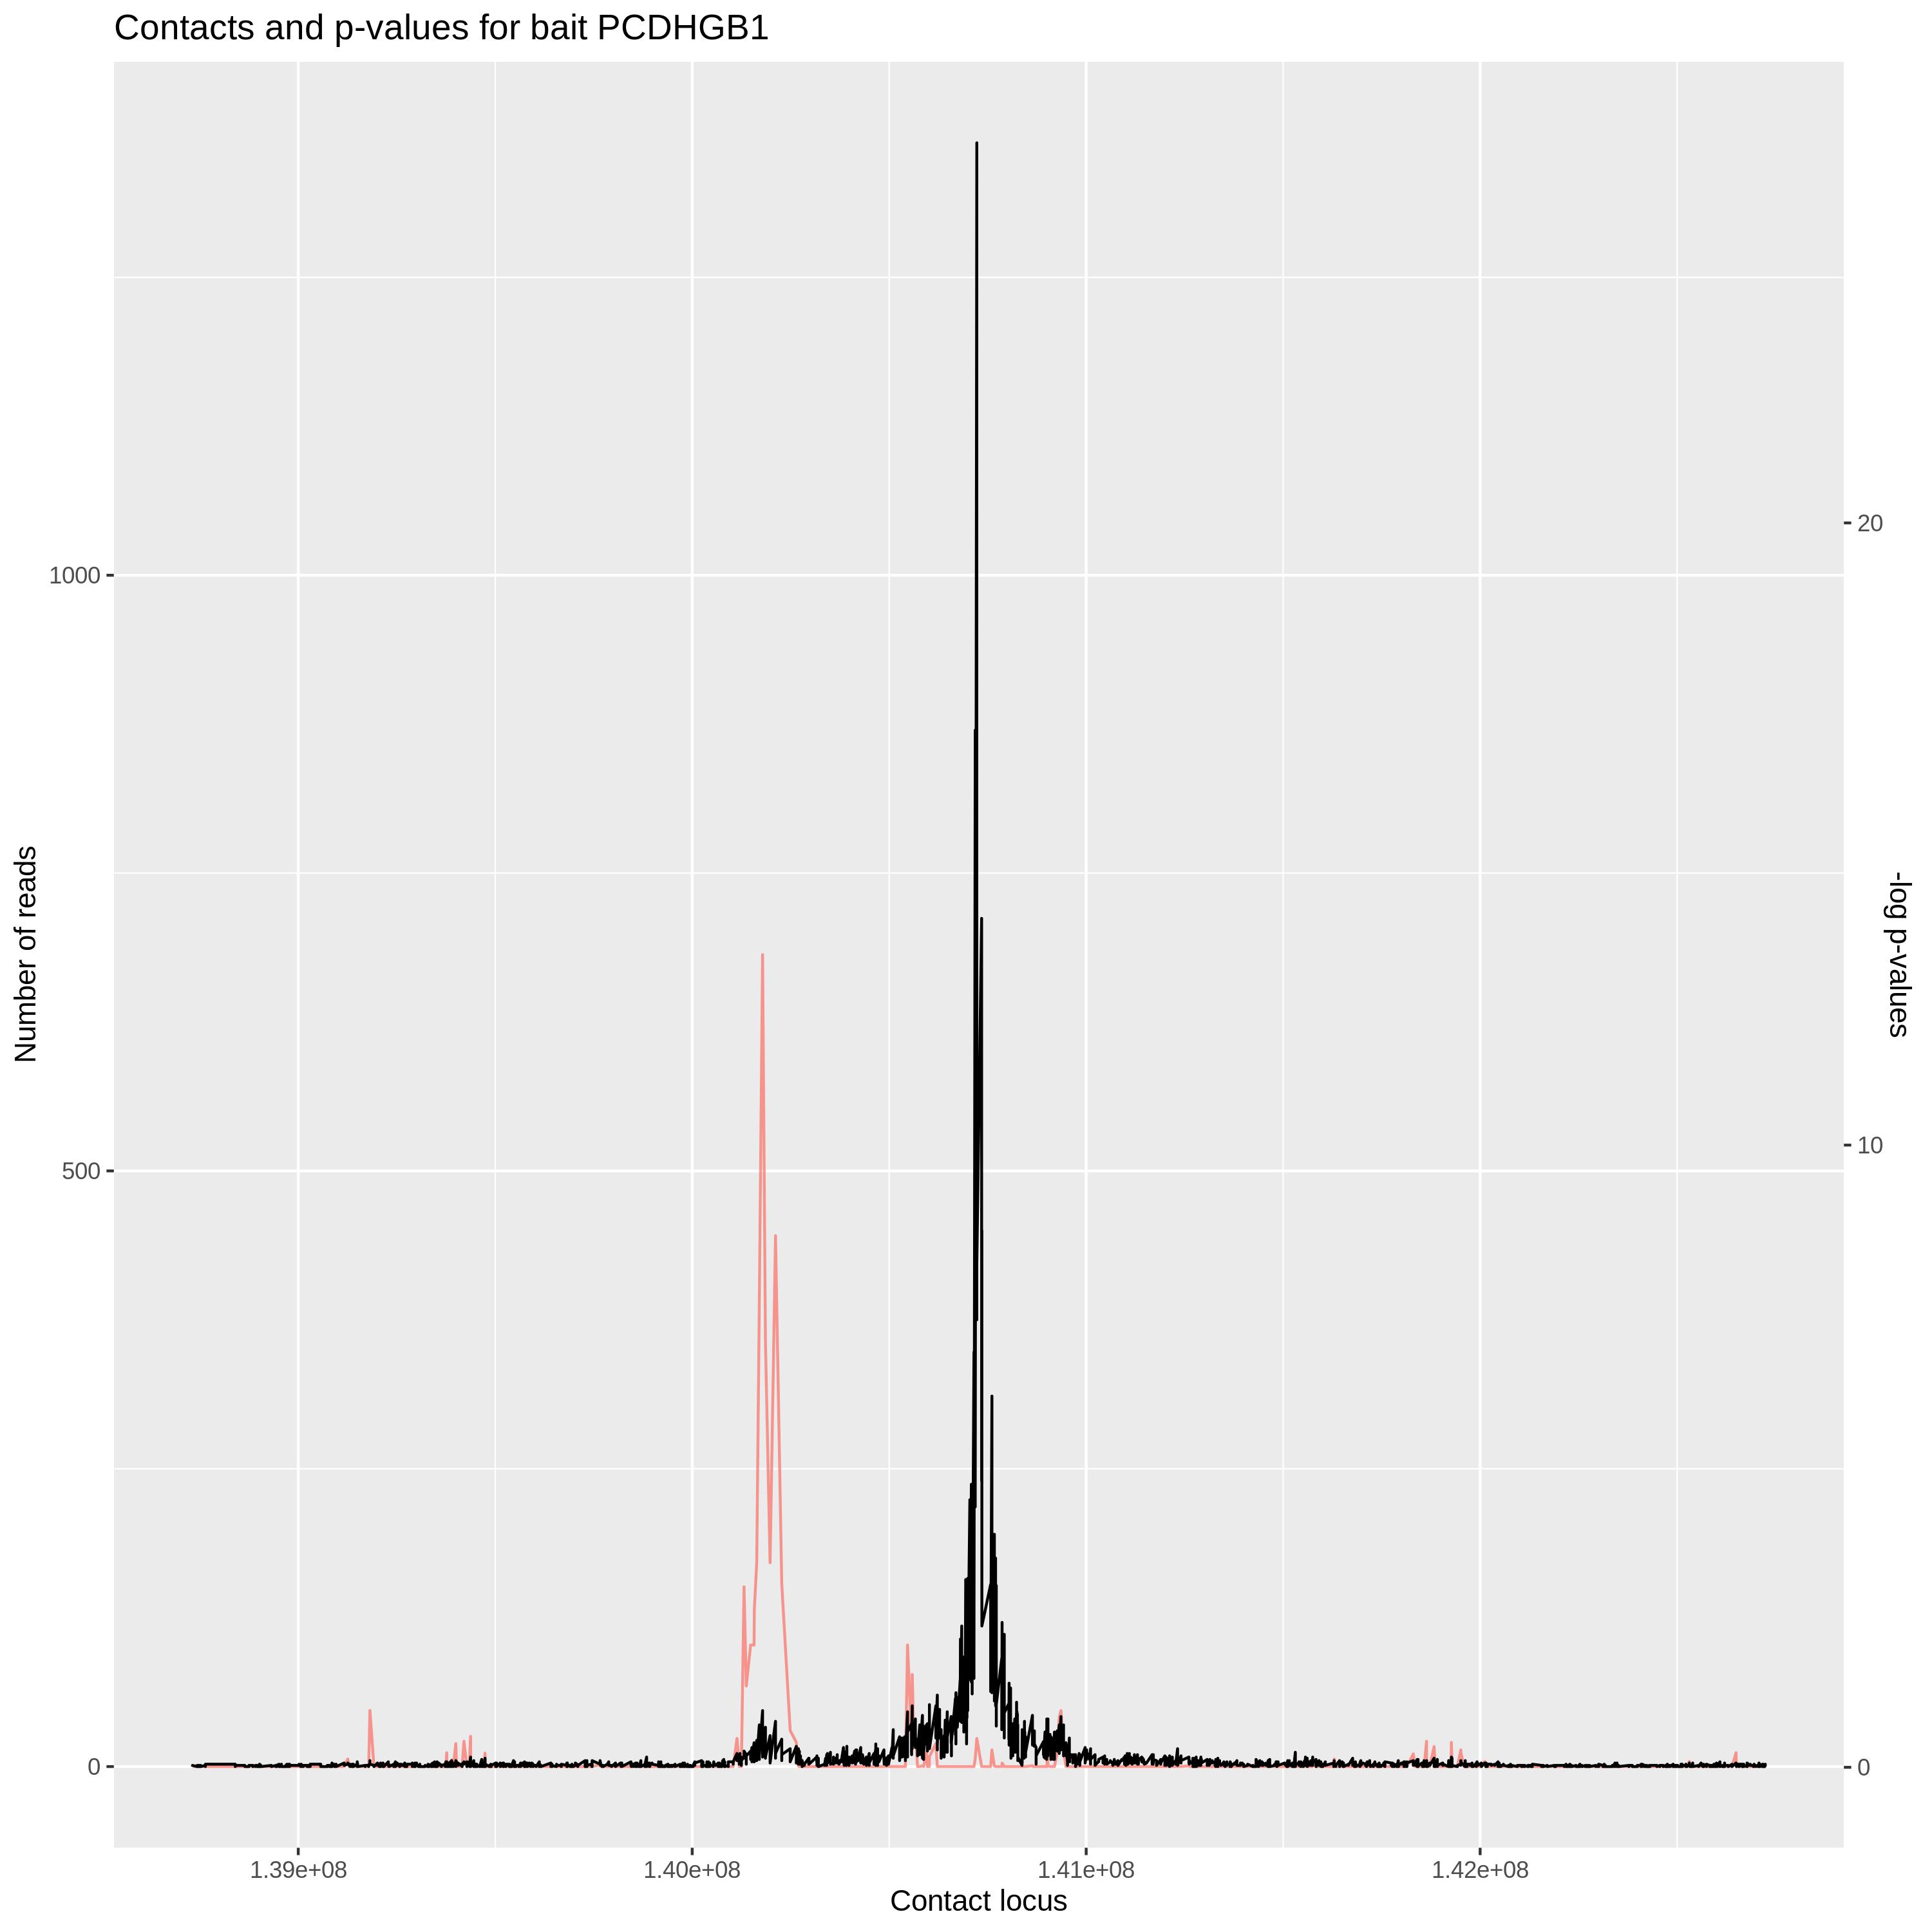 Contacts and p-values for bait PCDHGB1
Number of reads
1000
500
0
20
10
0
-log p-values
1.39e+08
1.40e+08
1.41e+08
1.42e+08
Contact locus